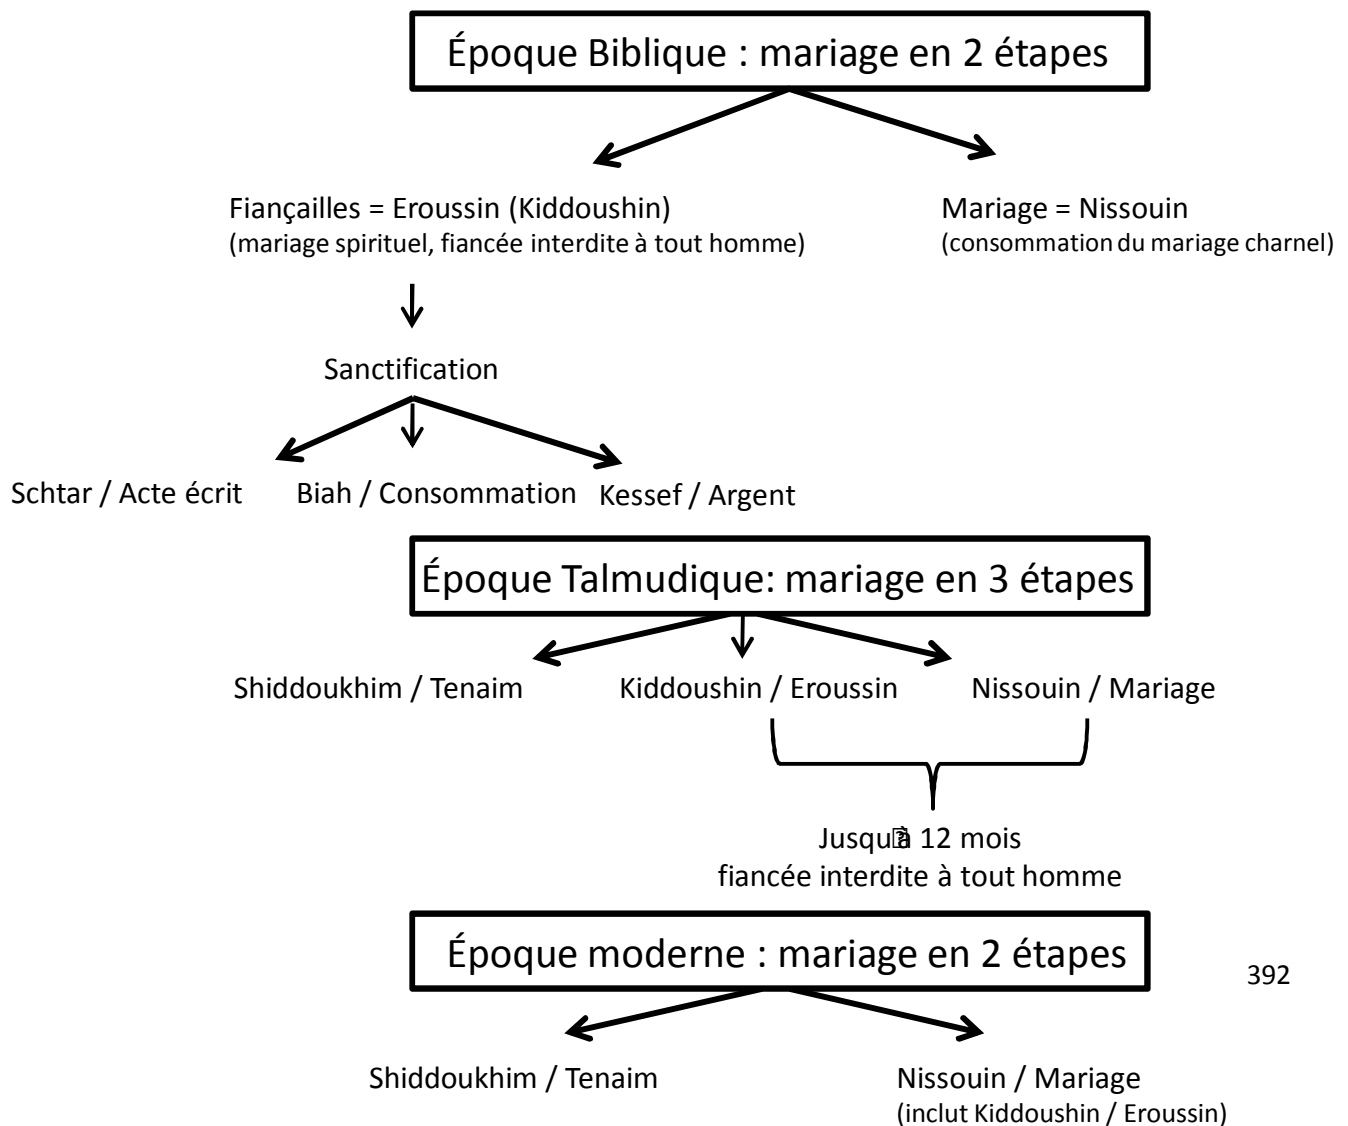 Époque Biblique : mariage en 2 étapes
Fiançailles = Eroussin (Kiddoushin)
(mariage spirituel, fiancée interdite à tout homme)
Mariage = Nissouin
(consommation du mariage charnel)
Sanctification
Schtar / Acte écrit
Biah / Consommation
Kessef / Argent
Époque Talmudique: mariage en 3 étapes
Shiddoukhim / Tenaim
Kiddoushin / Eroussin
Nissouin / Mariage
Jusqu'à 12 mois
fiancée interdite à tout homme
Époque moderne : mariage en 2 étapes
392
Shiddoukhim / Tenaim
Nissouin / Mariage
(inclut Kiddoushin / Eroussin)